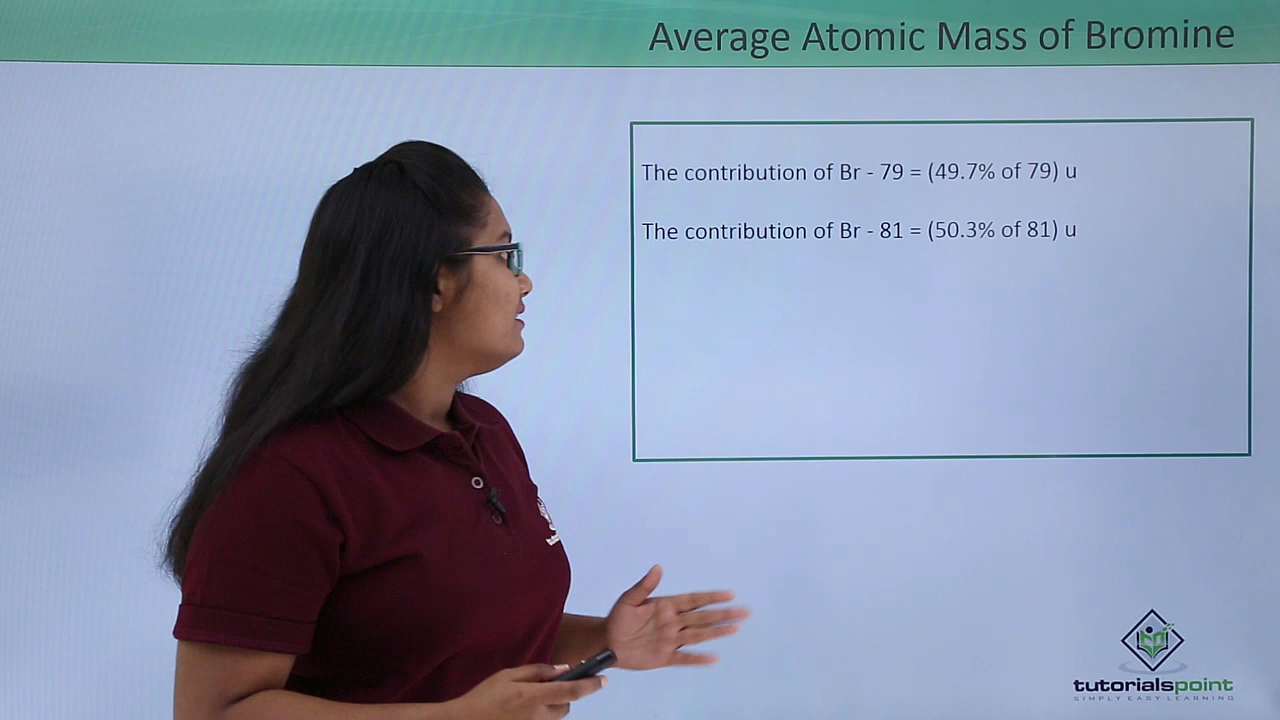 Average Atomic Mass of Bromine
The contribution of Br - 79 = (49.7% of 79) u
The contribution of Br - 81 = (50.3% of 81) u
tutorialspoint
SIMPLY EASY LEARNING